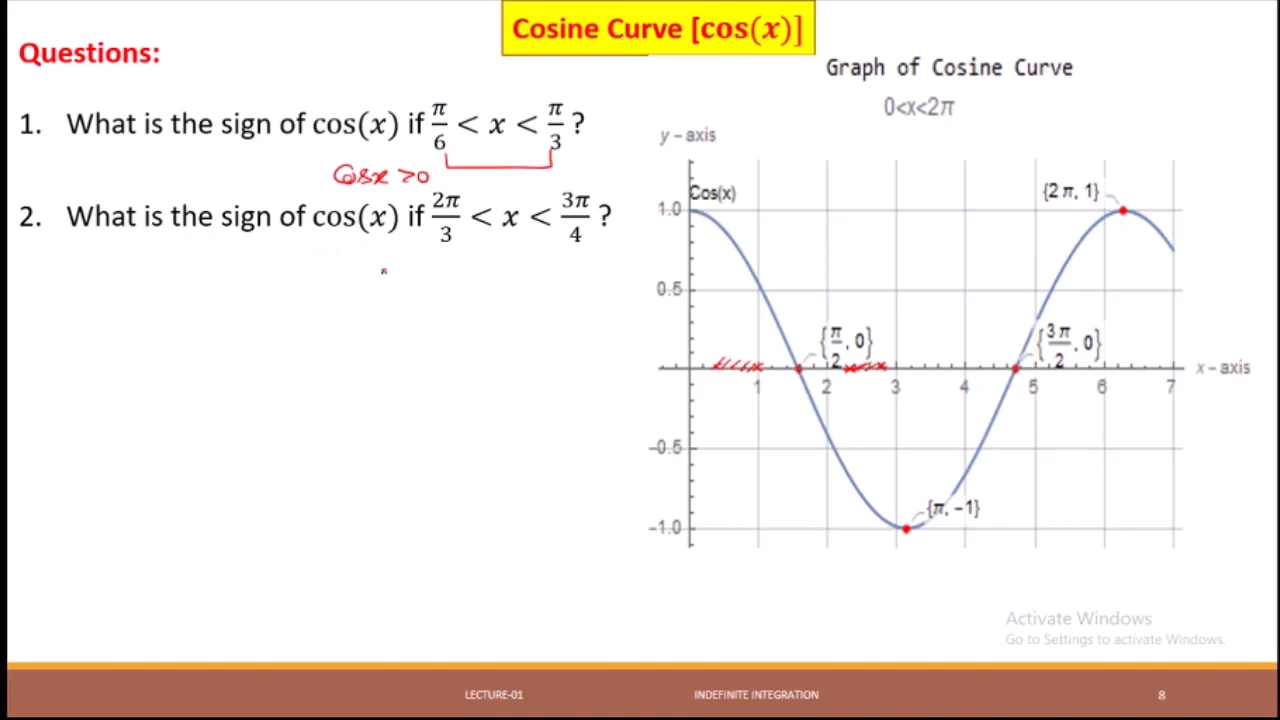 Cosine Curve [cos(x)]
Questions:
1. What is the sign of cos(x) if π/6 < x < π/3 ?
Cosx >0
2. What is the sign of cos(x) if 2π/3 < x < 3π/4 ?
Graph of Cosine Curve
0<x<2π
y – axis
Cos(x)
{2 π, 1}
1.0
0.5
{π/2, 0}
{3π/2, 0}
x – axis
1 2 3 4 5 6 7
−0.5
{π, −1}
−1.0
Activate Windows
Go to Settings to activate Windows.
LECTURE-01 INDEFINITE INTEGRATION 8